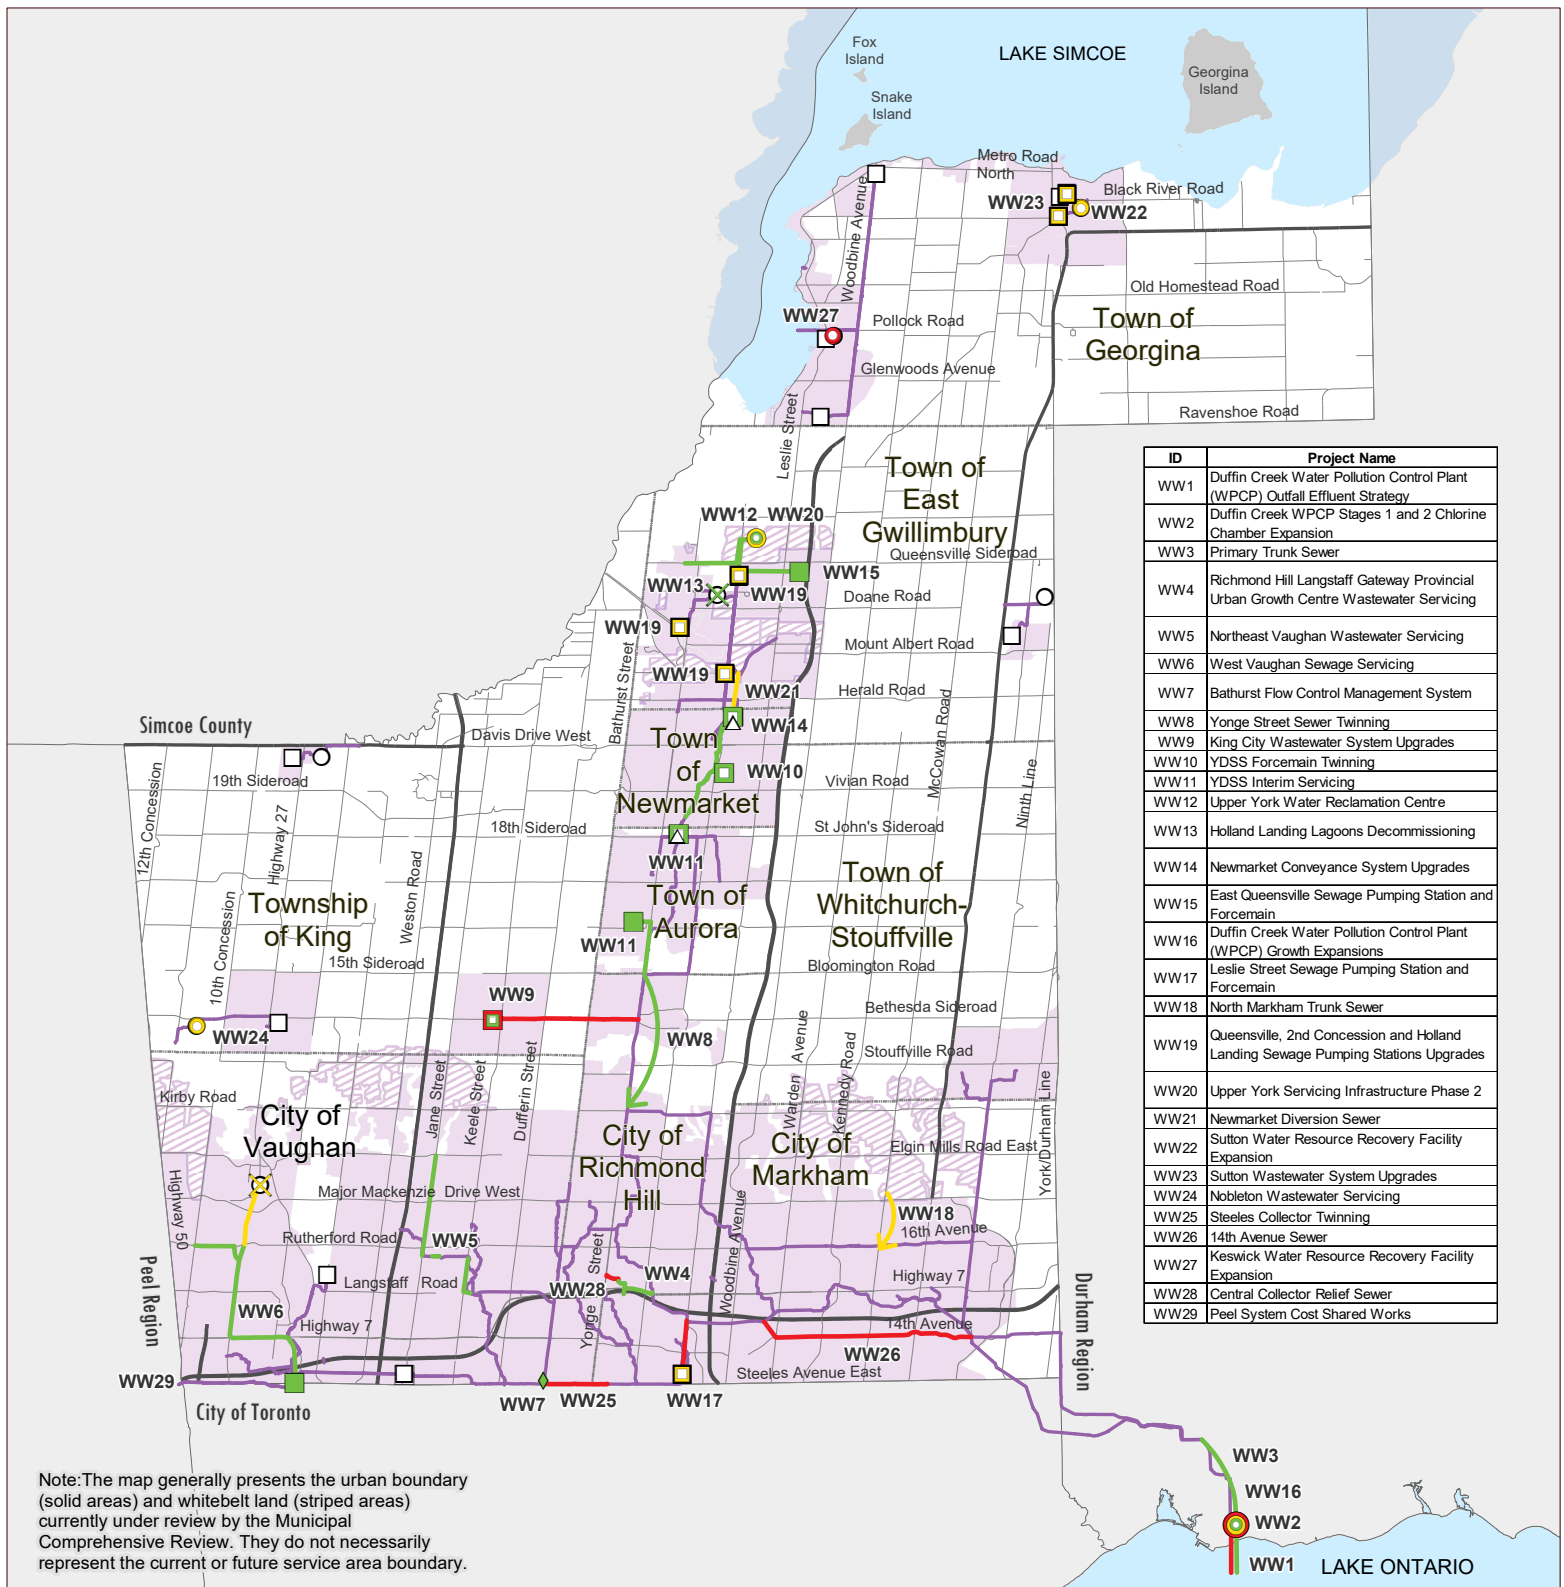 Fox
Island
LAKE SIMCOE
Georgina
Island
Snake
Island
Metro Road
North
Black River Road
WW23
WW22
Woodbine Avenue
Old Homestead Road
WW27
Pollock Road
Town of
Georgina
Glenwoods Avenue
Leslie Street
Ravenshoe Road
Town of
East
Gwillimbury
WW12
WW20
Queensville Sideroad
WW15
WW13
WW19
Doane Road
WW19
Mount Albert Road
Bathurst Street
WW19
WW21
Herald Road
McCowan Road
Simcoe County
Davis Drive West
WW14
Town
of
Newmarket
WW10
Vivian Road
Ninth Line
12th Concession
19th Sideroad
Highway 27
18th Sideroad
St John's Sideroad
WW11
Weston Road
Township
of King
10th Concession
Town of
Aurora
Town of
Whitchurch-
Stouffville
WW11
15th Sideroad
Bloomington Road
WW9
Bethesda Sideroad
WW24
WW8
Warden Avenue
Kennedy Road
Stouffville Road
Kirby Road
Jane Street
Keele Street
Dufferin Street
York/Durham Line
City of
Vaughan
City of
Richmond
Hill
City of
Markham
Elgin Mills Road East
Highway 50
Major Mackenzie Drive West
WW18
16th Avenue
Rutherford Road
WW5
Yonge Street
Woodbine Avenue
Peel Region
Langstaff Road
WW4
Highway 7
WW28
Durham Region
WW6
Highway 7
14th Avenue
WW26
Steeles Avenue East
WW29
City of Toronto
WW7
WW25
WW17
WW3
WW16
WW2
WW1
LAKE ONTARIO
ID Project Name
WW1 Duffin Creek Water Pollution Control Plant
(WPCP) Outfall Effluent Strategy
WW2 Duffin Creek WPCP Stages 1 and 2 Chlorine
Chamber Expansion
WW3 Primary Trunk Sewer
WW4 Richmond Hill Langstaff Gateway Provincial
Urban Growth Centre Wastewater Servicing
WW5 Northeast Vaughan Wastewater Servicing
WW6 West Vaughan Sewage Servicing
WW7 Bathurst Flow Control Management System
WW8 Yonge Street Sewer Twinning
WW9 King City Wastewater System Upgrades
WW10 YDSS Forcemain Twinning
WW11 YDSS Interim Servicing
WW12 Upper York Water Reclamation Centre
WW13 Holland Landing Lagoons Decommissioning
WW14 Newmarket Conveyance System Upgrades
WW15 East Queensville Sewage Pumping Station and
Forcemain
WW16 Duffin Creek Water Pollution Control Plant
(WPCP) Growth Expansions
WW17 Leslie Street Sewage Pumping Station and
Forcemain
WW18 North Markham Trunk Sewer
WW19 Queensville, 2nd Concession and Holland
Landing Sewage Pumping Stations Upgrades
WW20 Upper York Servicing Infrastructure Phase 2
WW21 Newmarket Diversion Sewer
WW22 Sutton Water Resource Recovery Facility
Expansion
WW23 Sutton Wastewater System Upgrades
WW24 Nobleton Wastewater Servicing
WW25 Steeles Collector Twinning
WW26 14th Avenue Sewer
WW27 Keswick Water Resource Recovery Facility
Expansion
WW28 Central Collector Relief Sewer
WW29 Peel System Cost Shared Works
Note:The map generally presents the urban boundary
(solid areas) and whitebelt land (striped areas)
currently under review by the Municipal
Comprehensive Review. They do not necessarily
represent the current or future service area boundary.